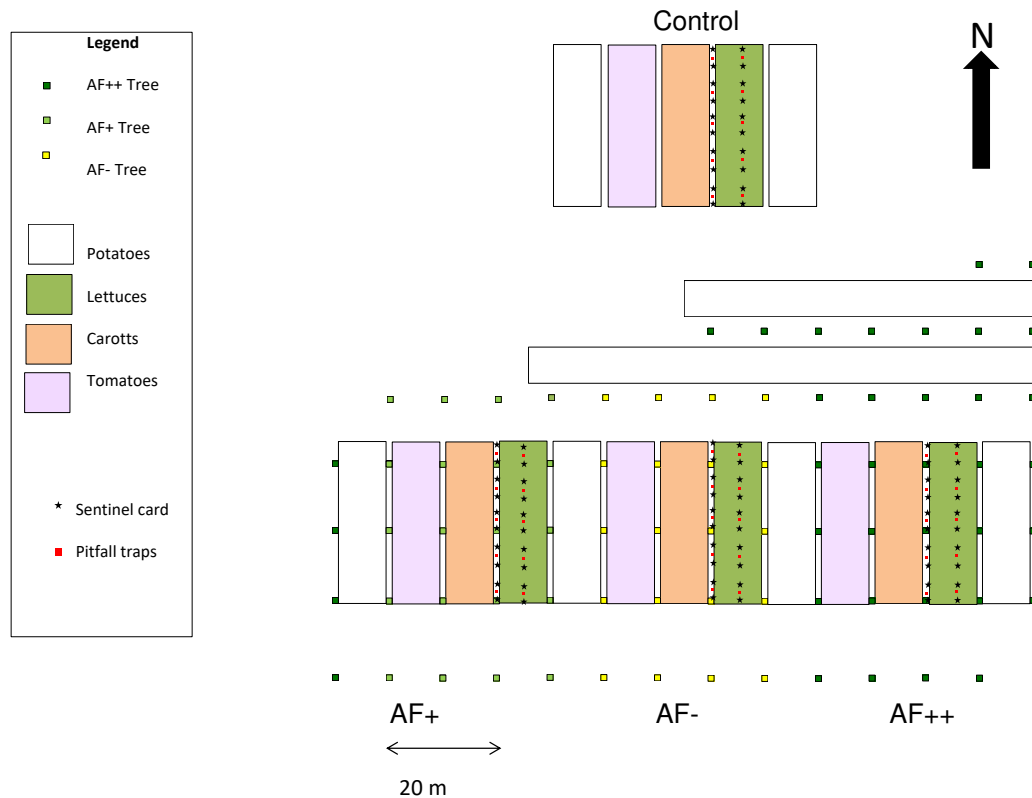 Control
N
Legend
AF++ Tree
AF+ Tree
AF- Tree
Potatoes
Lettuces
Carotts
Tomatoes
Sentinel card
Pitfall traps
AF+
AF-
AF++
20 m